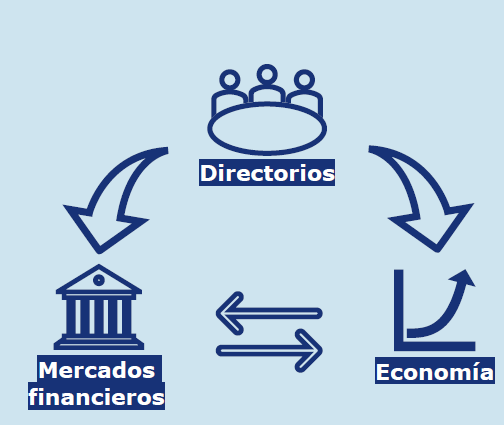 Directorios
Mercados
financieros
Economía